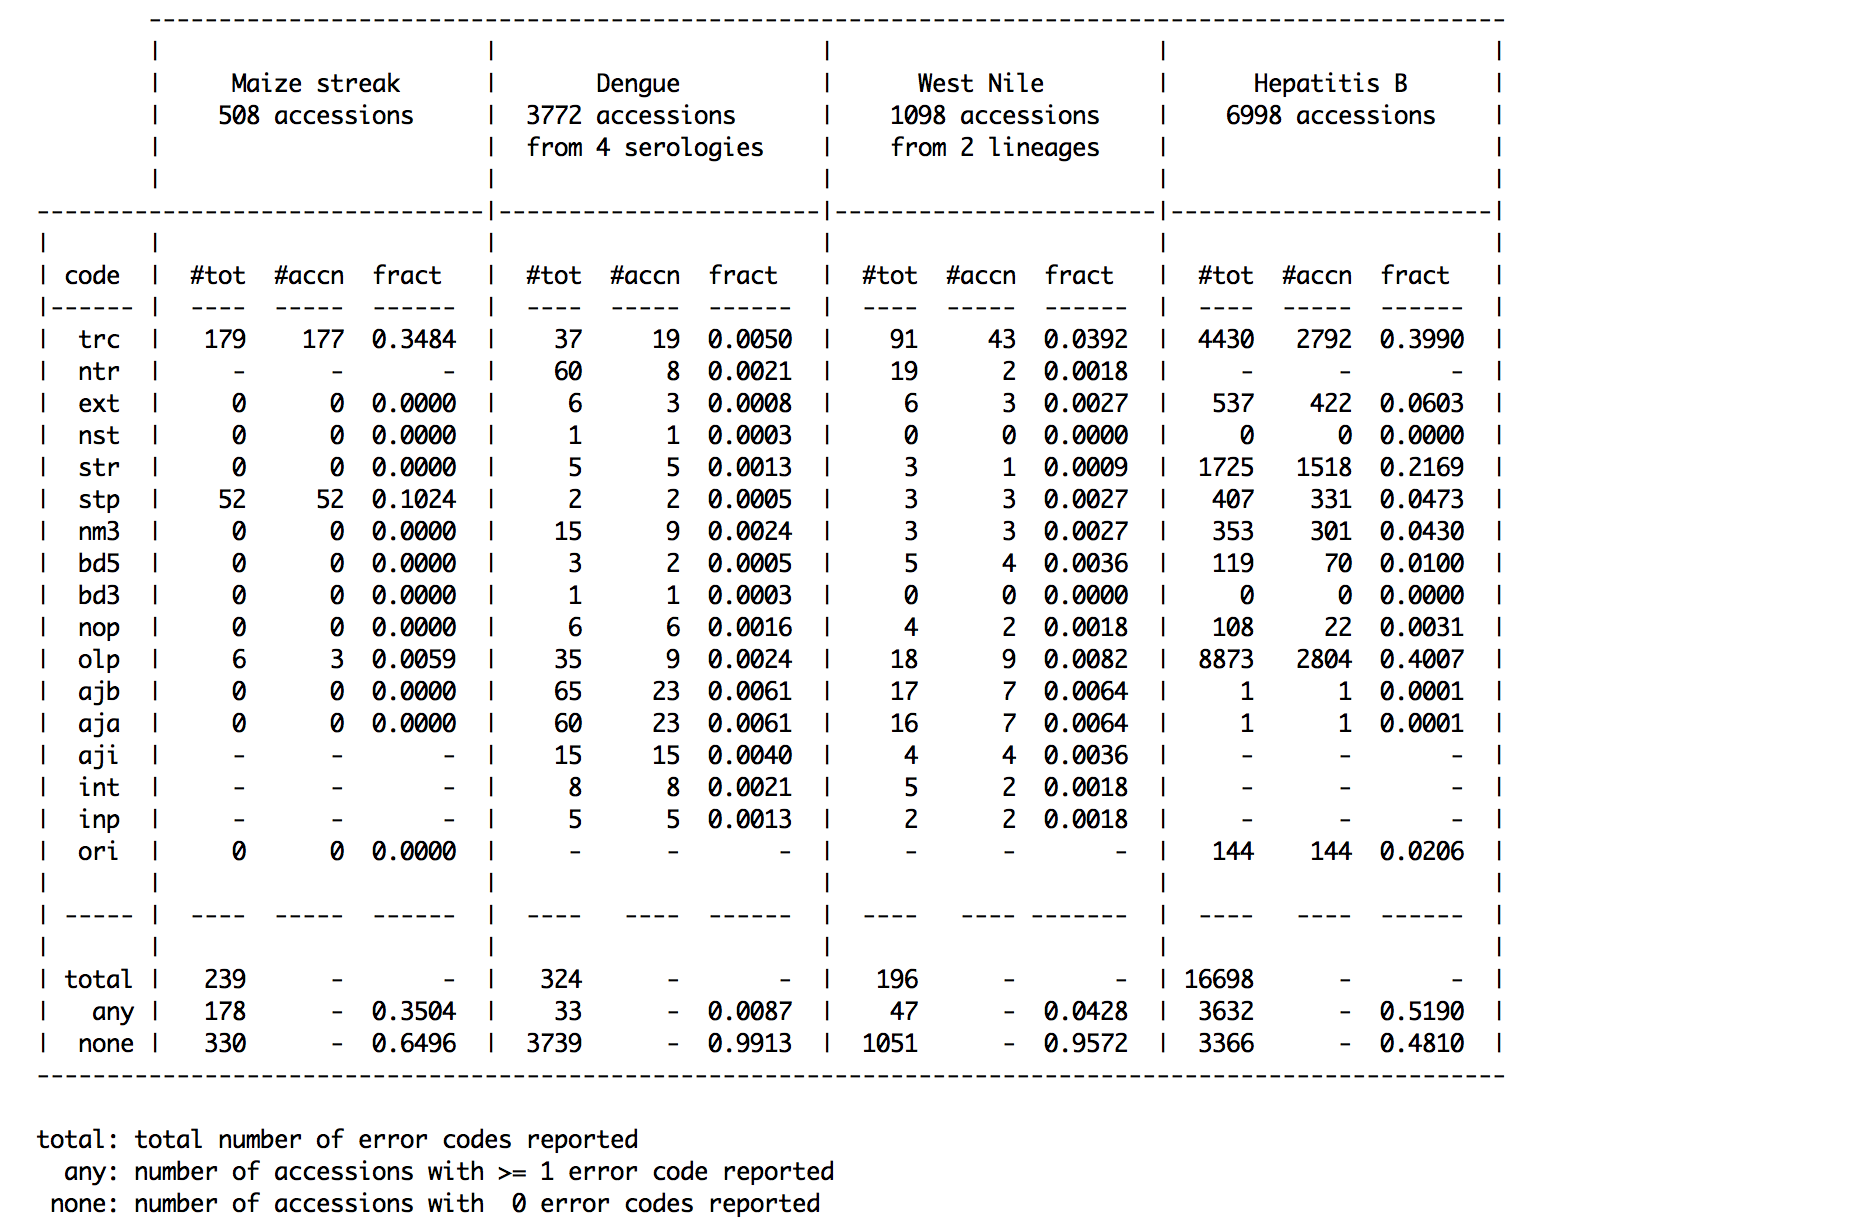 ----------------------------------------------------------------------------------------------
        |                       |                       |                       |                       |
        |     Maize streak      |       Dengue          |      West Nile        |      Hepatitis B      |
        |    508 accessions     |  3772 accessions      |    1098 accessions    |    6998 accessions    |
        |                       |  from 4 serologies    |    from 2 lineages    |                       |
        |                       |                       |                       |                       |
--------------------------------|-----------------------|-----------------------|-----------------------|
|       |                       |                       |                       |                       |
| code  |  #tot  #accn  fract   |  #tot  #accn  fract   |  #tot  #accn  fract   |  #tot  #accn  fract   |
|------ |  ----  -----  ------  |  ----  -----  ------  |  ----  -----  ------  |  ----  -----  ------  |
|  trc  |   179    177  0.3484  |    37     19  0.0050  |    91     43  0.0392  |  4430   2792  0.3990  |
|  ntr  |     -      -       -  |    60      8  0.0021  |    19      2  0.0018  |     -      -       -  |
|  ext  |     0      0  0.0000  |     6      3  0.0008  |     6      3  0.0027  |   537    422  0.0603  |
|  nst  |     0      0  0.0000  |     1      1  0.0003  |     0      0  0.0000  |     0      0  0.0000  |
|  str  |     0      0  0.0000  |     5      5  0.0013  |     3      1  0.0009  |  1725   1518  0.2169  |
|  stp  |    52     52  0.1024  |     2      2  0.0005  |     3      3  0.0027  |   407    331  0.0473  |
|  nm3  |     0      0  0.0000  |    15      9  0.0024  |     3      3  0.0027  |   353    301  0.0430  |
|  bd5  |     0      0  0.0000  |     3      2  0.0005  |     5      4  0.0036  |   119     70  0.0100  |
|  bd3  |     0      0  0.0000  |     1      1  0.0003  |     0      0  0.0000  |     0      0  0.0000  |
|  nop  |     0      0  0.0000  |     6      6  0.0016  |     4      2  0.0018  |   108     22  0.0031  |
|  olp  |     6      3  0.0059  |    35      9  0.0024  |    18      9  0.0082  |  8873   2804  0.4007  |
|  ajb  |     0      0  0.0000  |    65     23  0.0061  |    17      7  0.0064  |     1      1  0.0001  |
|  aja  |     0      0  0.0000  |    60     23  0.0061  |    16      7  0.0064  |     1      1  0.0001  |
|  aji  |     -      -       -  |    15     15  0.0040  |     4      4  0.0036  |     -      -       -  |
|  int  |     -      -       -  |     8      8  0.0021  |     5      2  0.0018  |     -      -       -  |
|  inp  |     -      -       -  |     5      5  0.0013  |     2      2  0.0018  |     -      -       -  |
|  ori  |     0      0  0.0000  |     -      -       -  |     -      -       -  |   144    144  0.0206  |
|       |                       |                       |                       |                       |
| ----- |  ----  -----  ------  |  ----   ----  ------  |  ----   ---- -------  |  ----   ----  ------  |
|       |                       |                       |                       |                       |
| total |   239      -       -  |   324      -       -  |   196      -       -  | 16698      -       -  |
|   any |   178      -  0.3504  |    33      -  0.0087  |    47      -  0.0428  |  3632      -  0.5190  |
|  none |   330      -  0.6496  |  3739      -  0.9913  |  1051      -  0.9572  |  3366      -  0.4810  |
---------------------------------------------------------------------------------------------------------
total: total number of error codes reported
  any: number of accessions with >= 1 error code reported
 none: number of accessions with  0 error codes reported